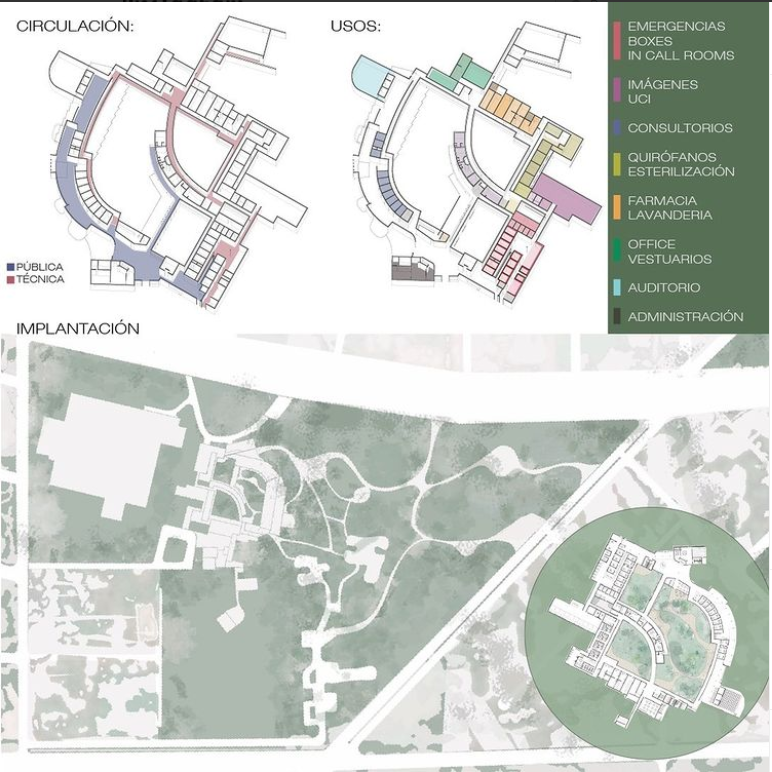 CIRCULACIÓN:
USOS:
EMERGENCIAS
BOXES
IN CALL ROOMS
IMÁGENES
UCI
CONSULTORIOS
QUIRÓFANOS
ESTERILIZACIÓN
FARMACIA
LAVANDERIA
OFFICE
VESTUARIOS
AUDITORIO
ADMINISTRACIÓN
PÚBLICA
TÉCNICA
IMPLANTACIÓN